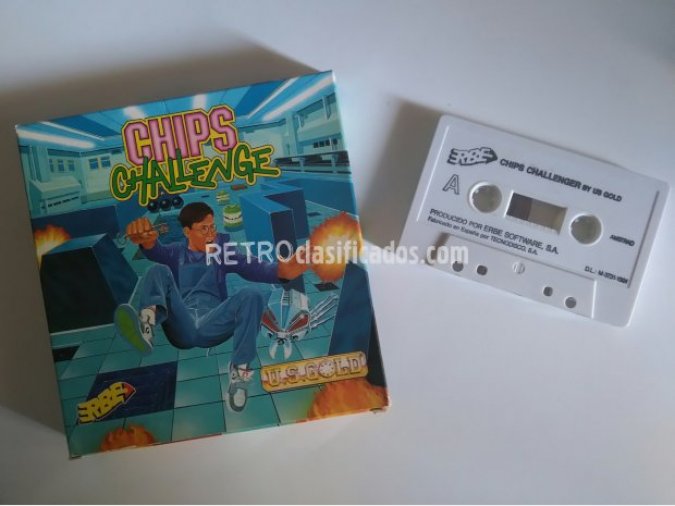 CHIPS
CHALLENGE
RETROclasificados.com
U.S.GOLD
ERBE
ERBE
CHIPS CHALLENGER BY US GOLD
A
PRODUCIDO POR ERBE SOFTWARE, S.A.
Fabricado en España por TECNODISCO, S.A.
AMSTRAD
D.L.: